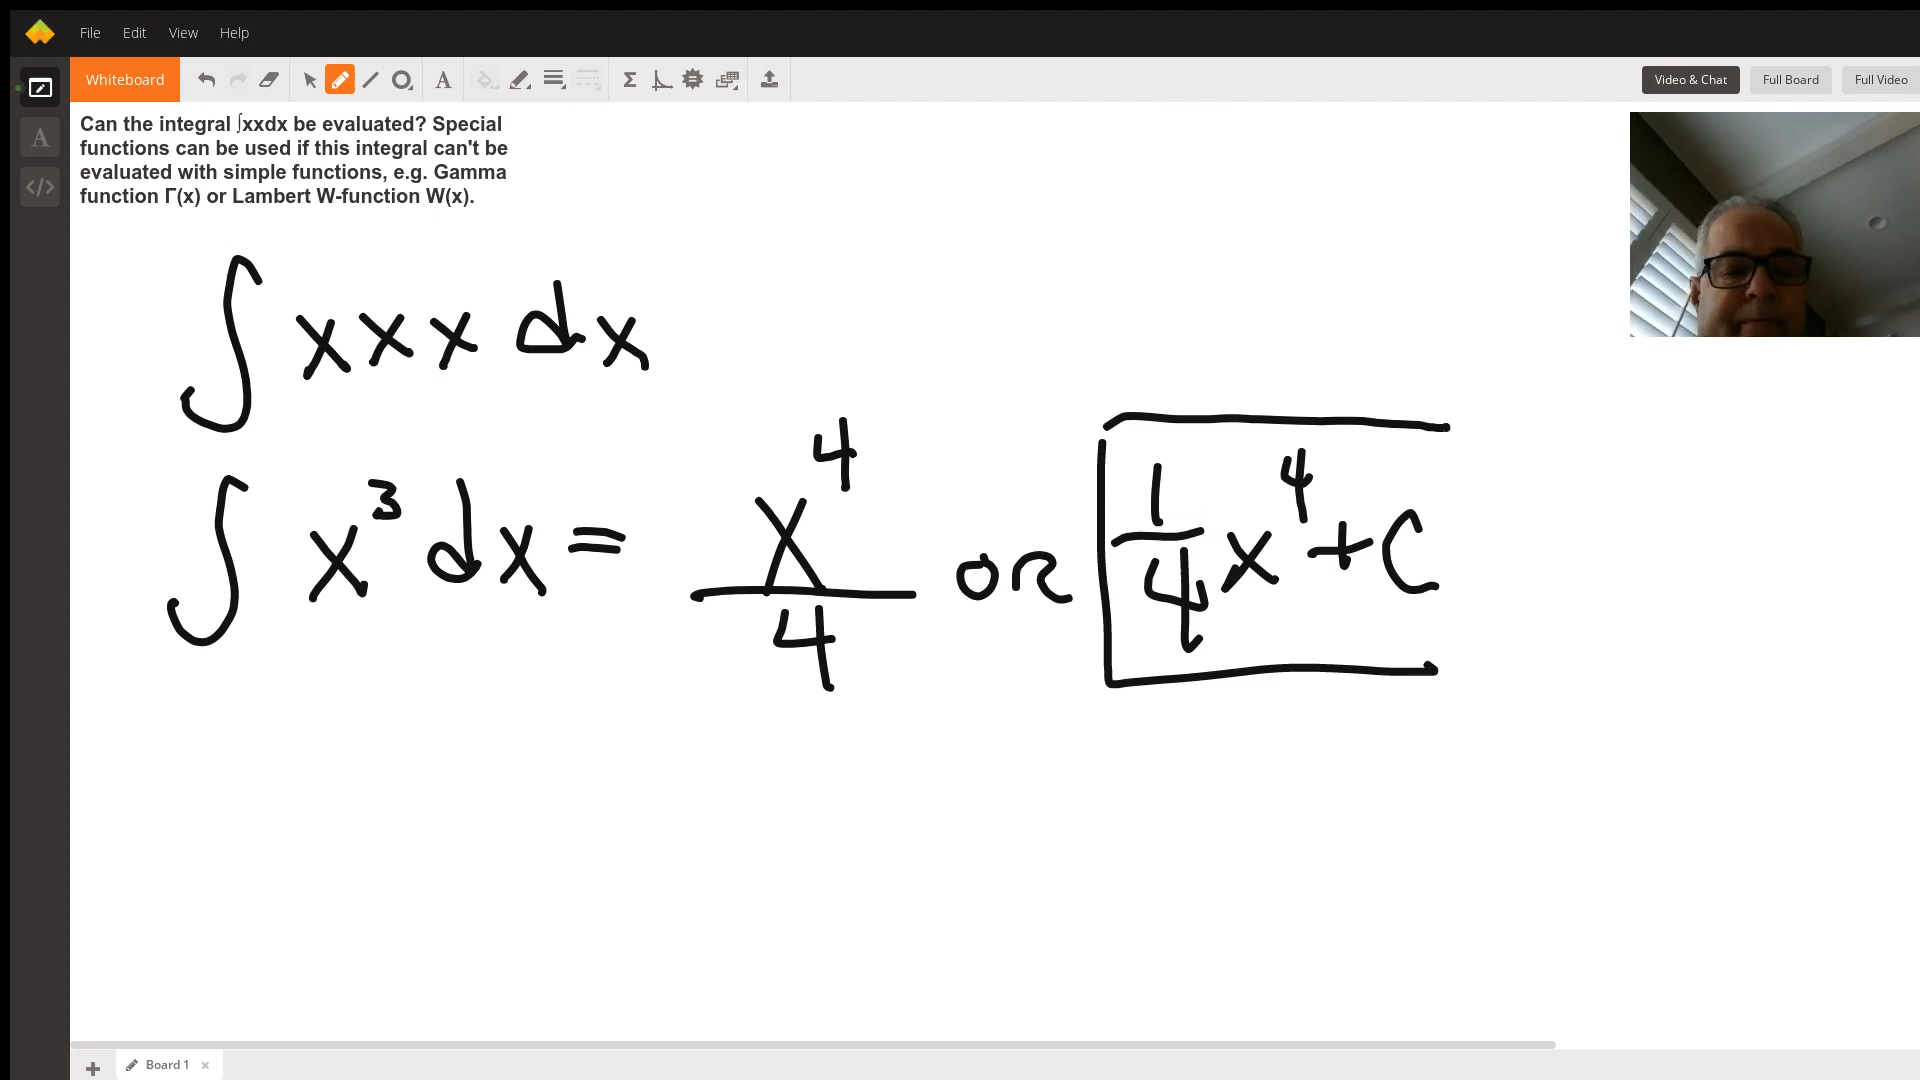 File Edit View Help
Whiteboard A Σ Video & Chat Full Board Full Video
A
</>
Can the integral ∫xxdx be evaluated? Special
functions can be used if this integral can't be
evaluated with simple functions, e.g. Gamma
function Γ(x) or Lambert W-function W(x).
∫ x x x dx
∫ x³ dx = x⁴/4 or 1/4 x⁴ + C
+ Board 1 ×